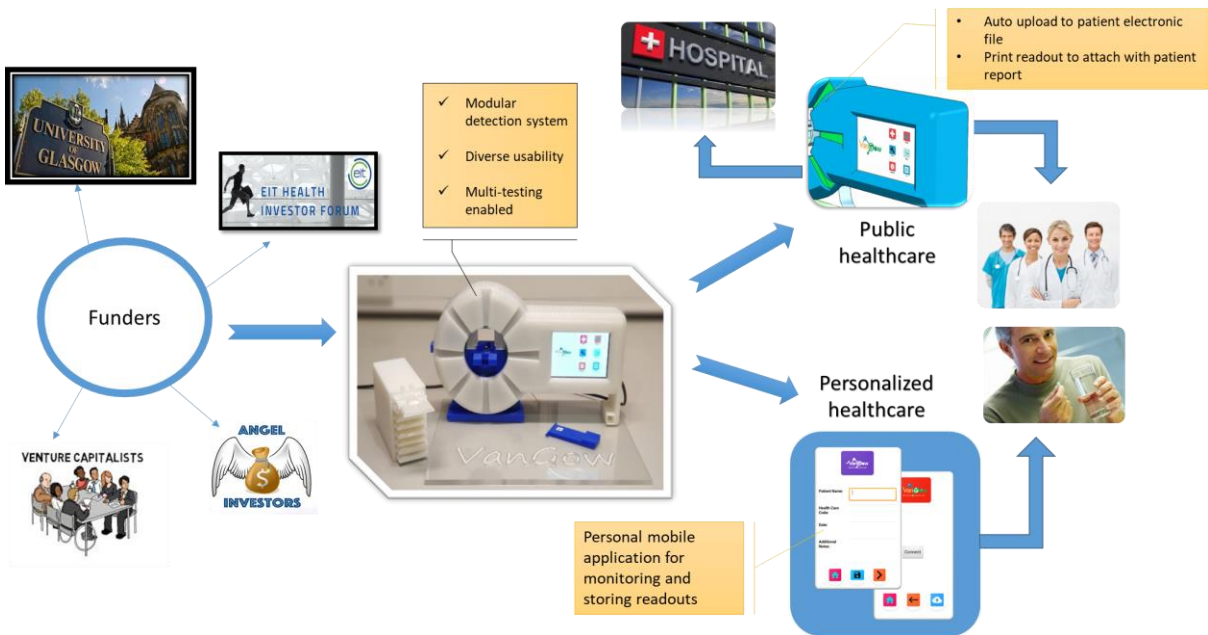 UNIVERSITY
OF
GLASGOW
eit
EIT HEALTH
INVESTOR FORUM
Funders
VENTURE CAPITALISTS
ANGEL
$
INVESTORS
✓ Modular
detection system
✓ Diverse usability
✓ Multi-testing
enabled
VanGow
HOSPITAL
• Auto upload to patient electronic
file
• Print readout to attach with patient
report
Public
healthcare
Personalized
healthcare
Patient Name:
Health Care
Code:
Date:
Additional
Notes:
VanGow
Connect
Personal mobile
application for
monitoring and
storing readouts